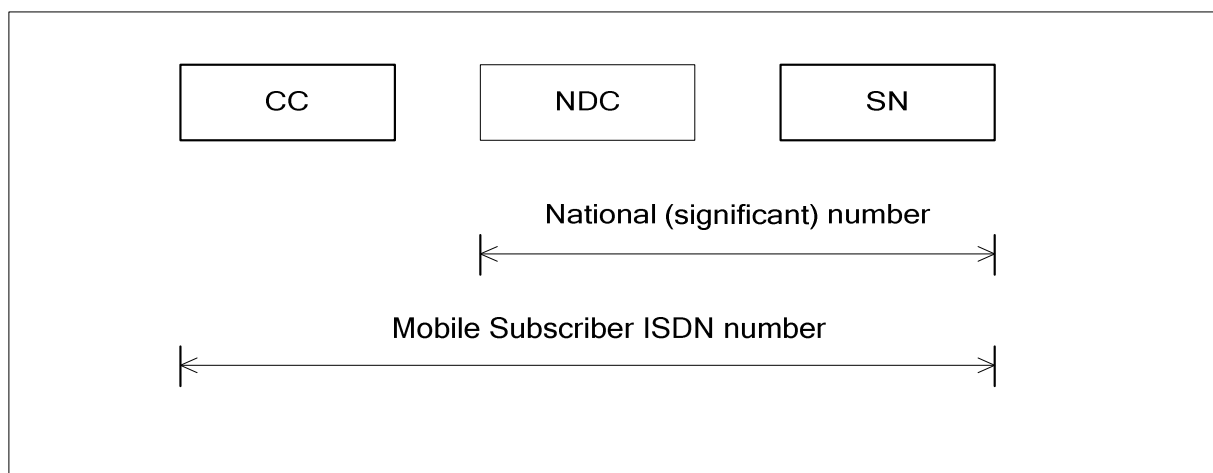 CC NDC SN
National (significant) number
Mobile Subscriber ISDN number